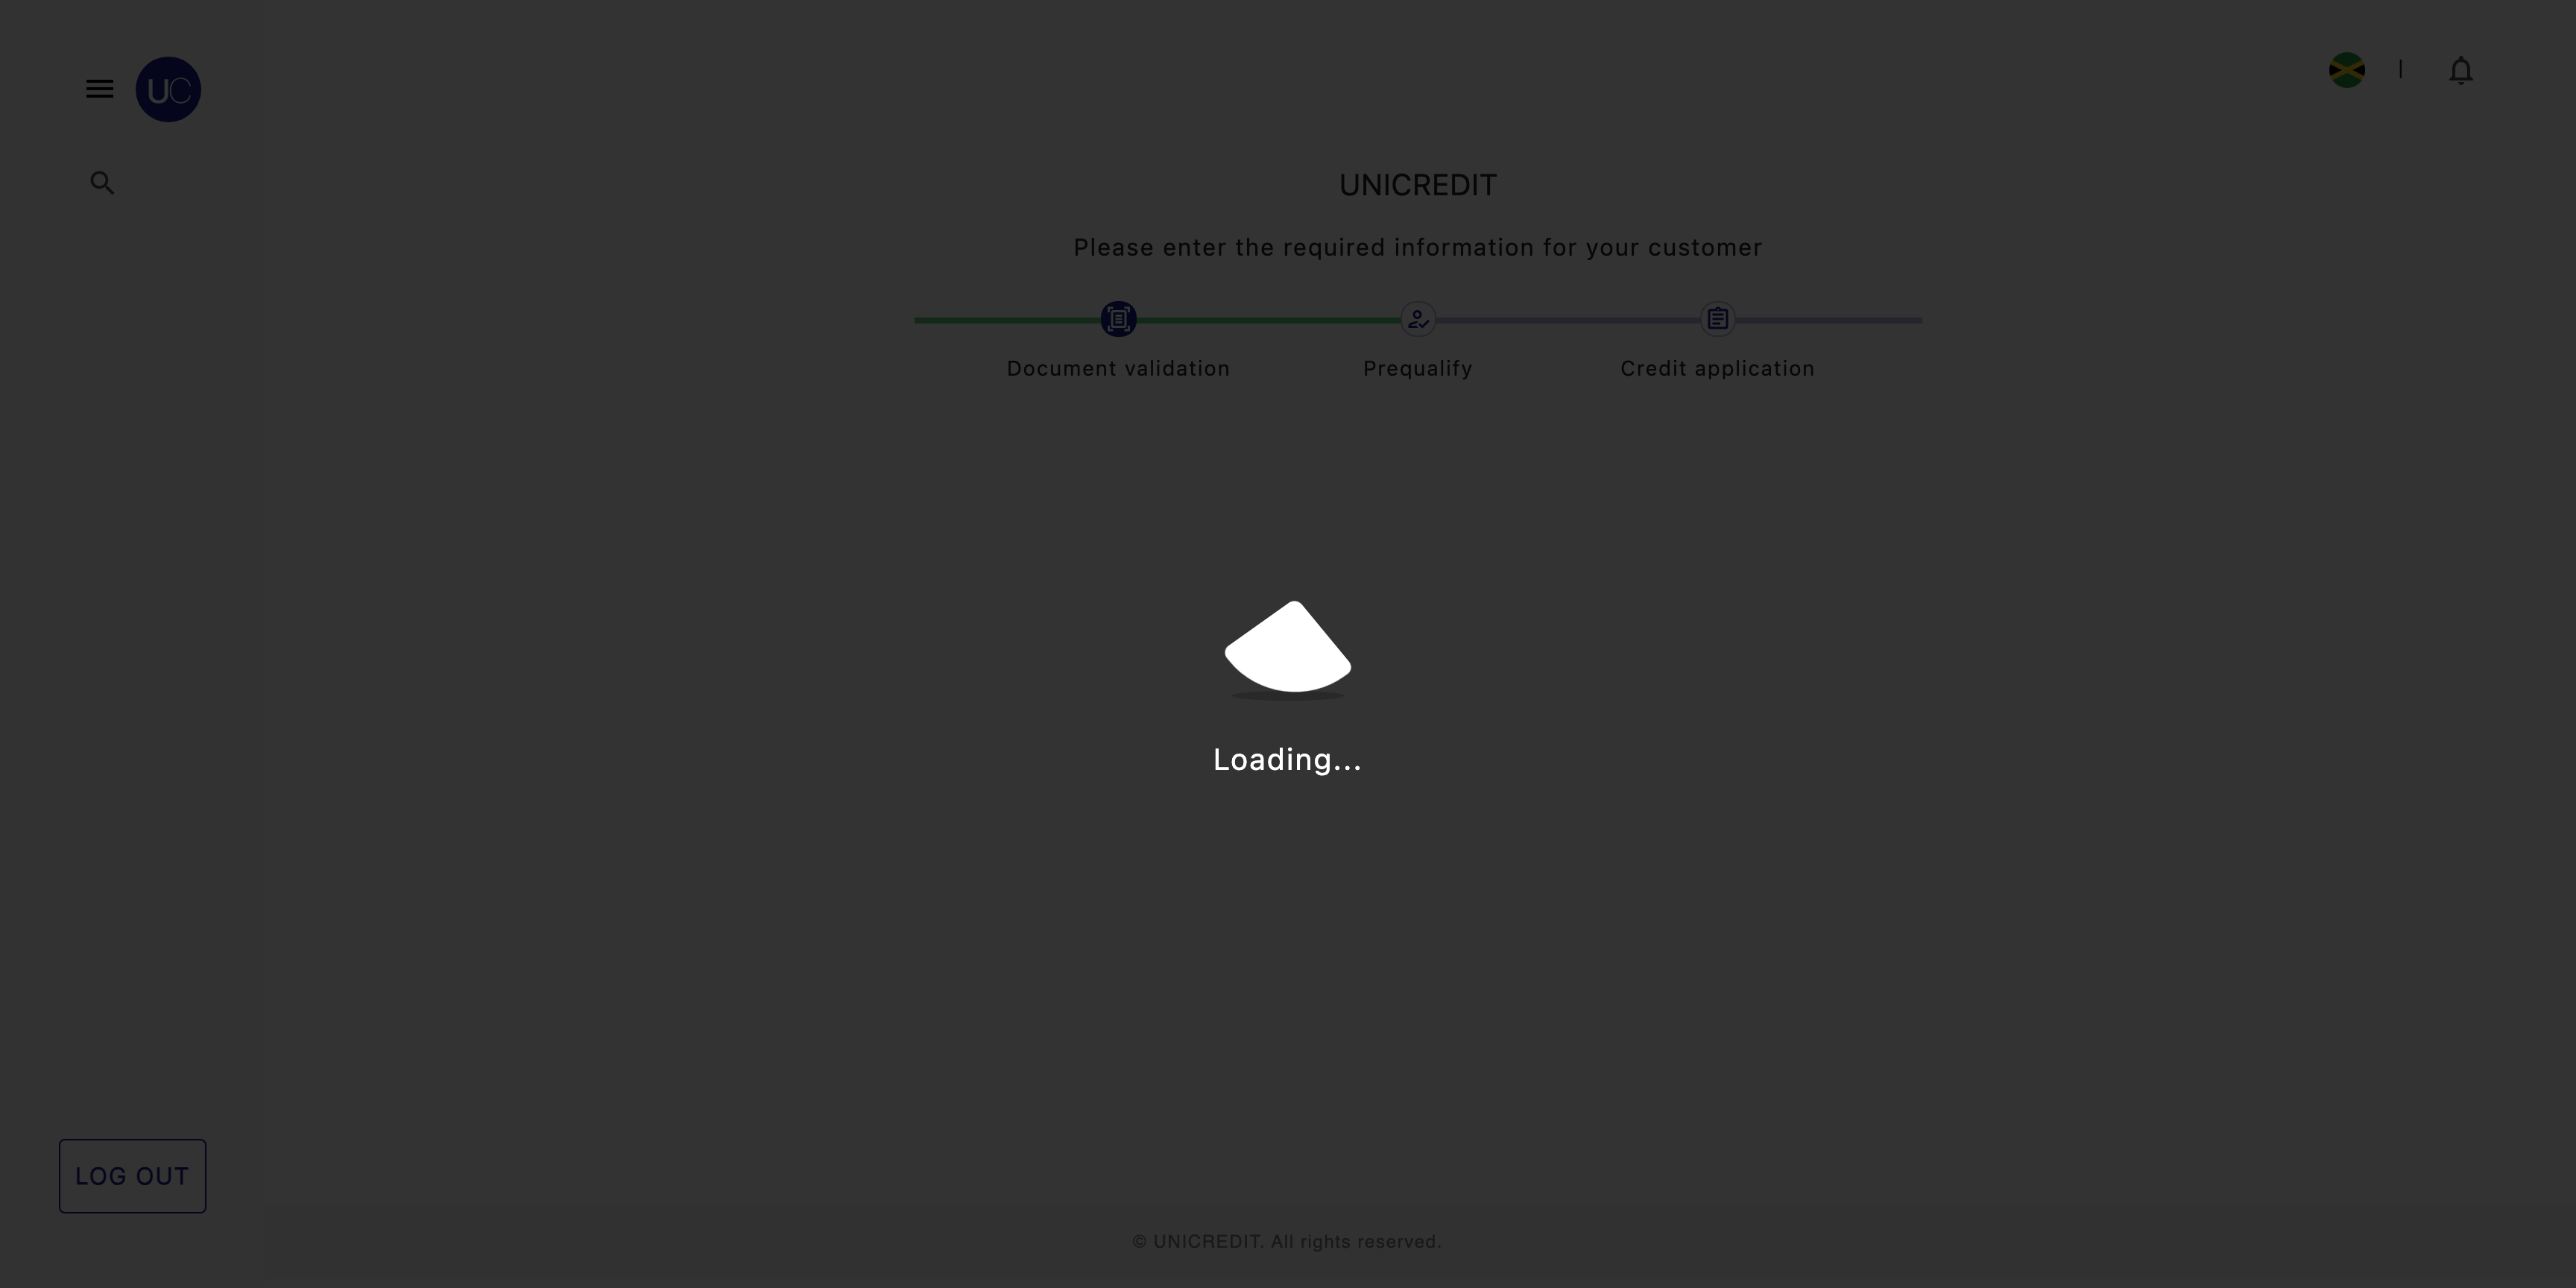 UC
UNICREDIT
Please enter the required information for your customer
Document validation
Prequalify
Credit application
Loading...
LOG OUT
© UNICREDIT. All rights reserved.